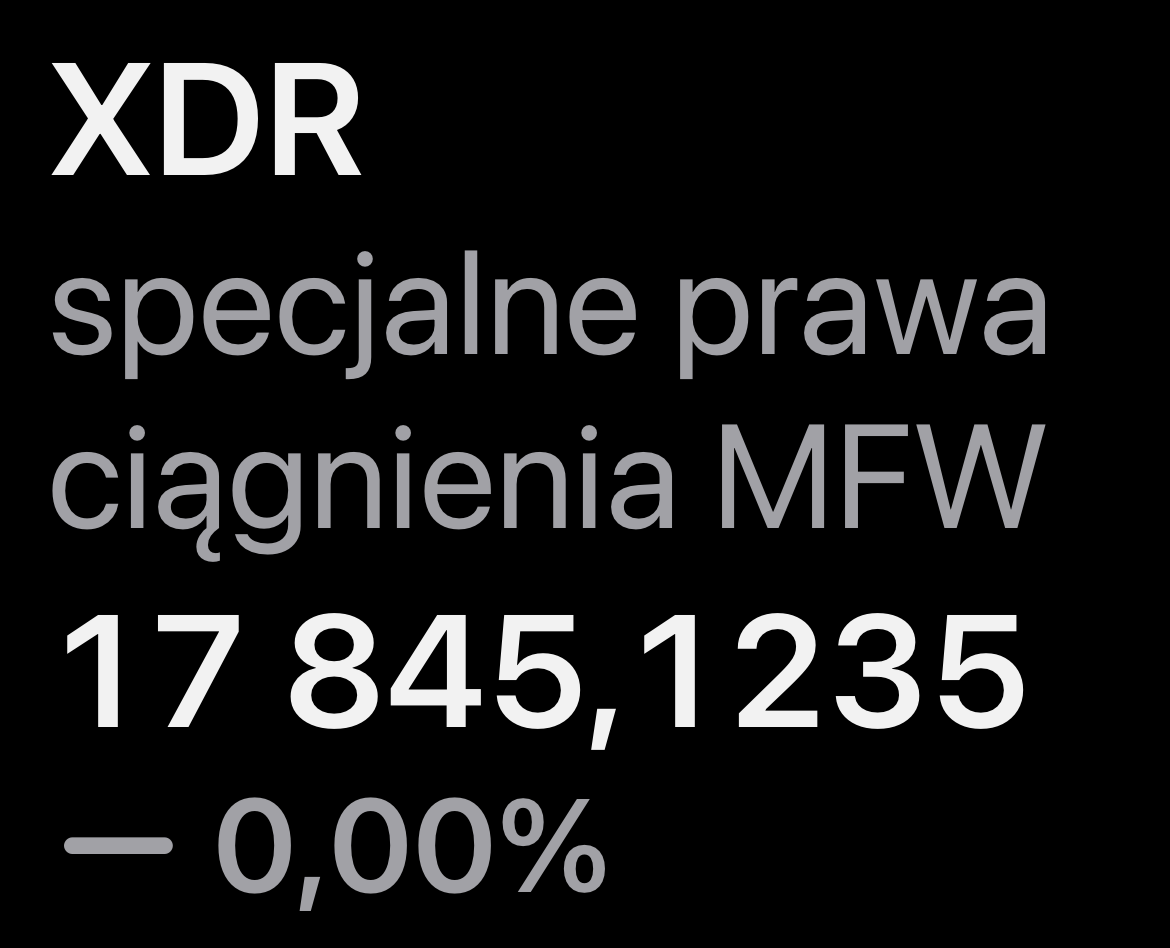 XDR
specjalne prawa
ciągnienia MFW
17 845,1235
— 0,00%